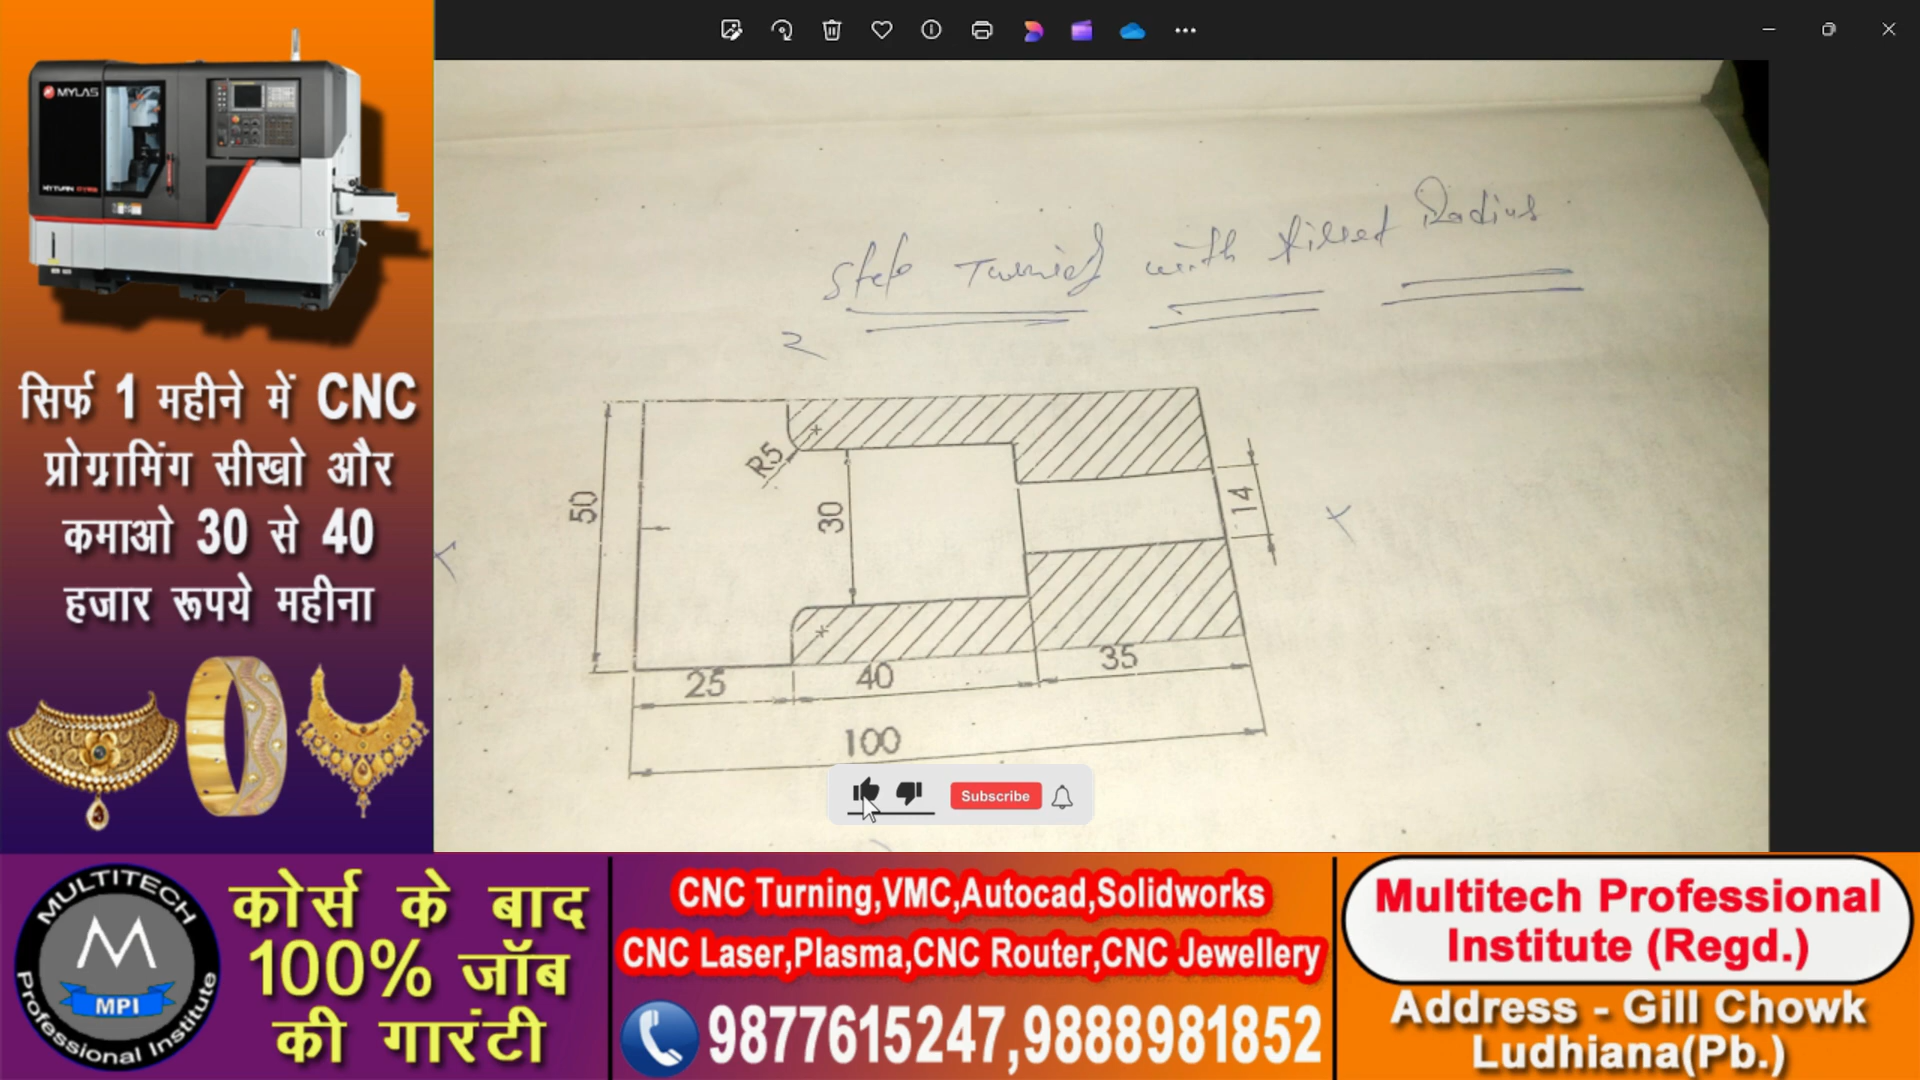 MYLAS
सिर्फ 1 महीने में CNC
प्रोग्रामिंग सीखो और
कमाओ 30 से 40
हजार रूपये महीना
Step Turning with fillet Radius
2
R5
50
30
14
25
40
35
100
Subscribe
MULTITECH
M
MPI
Professional Institute
कोर्स के बाद
100% जॉब
की गारंटी
CNC Turning,VMC,Autocad,Solidworks
CNC Laser,Plasma,CNC Router,CNC Jewellery
9877615247,9888981852
Multitech Professional
Institute (Regd.)
Address - Gill Chowk
Ludhiana(Pb.)